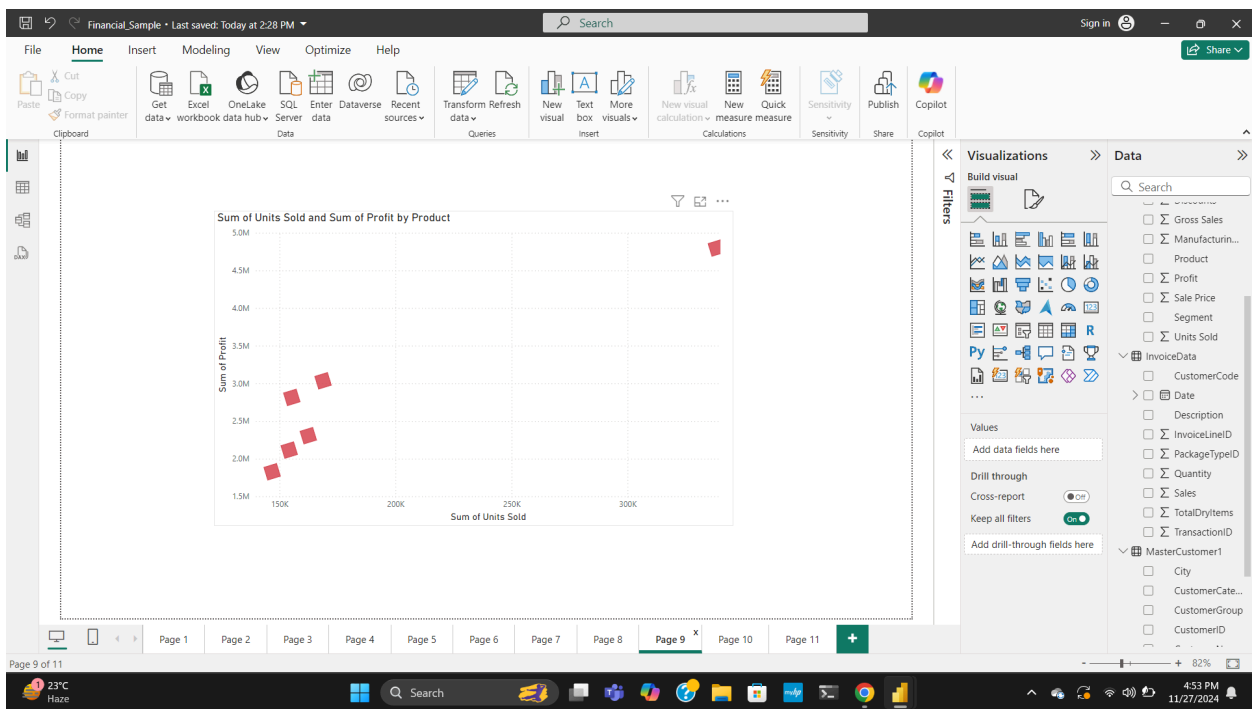 Financial_Sample • Last saved: Today at 2:28 PM
Search
Sign in
File Home Insert Modeling View Optimize Help
Share
Paste
Cut
Copy
Format painter
Clipboard
Get data
Excel workbook
OneLake data hub
SQL Server
Enter data
Dataverse
Recent sources
Data
Transform data
Refresh
Queries
New visual
Text box
More visuals
Insert
New visual calculation
New measure
Quick measure
Calculations
Sensitivity
Sensitivity
Publish
Share
Copilot
Copilot
Sum of Units Sold and Sum of Profit by Product
5.0M
4.5M
4.0M
3.5M
3.0M
2.5M
2.0M
1.5M
Sum of Profit
150K 200K 250K 300K
Sum of Units Sold
Filters
Visualizations
Build visual
123
R
Py
Values
Add data fields here
Drill through
Cross-report Off
Keep all filters On
Add drill-through fields here
Data
Search
Gross Sales
Manufacturin...
Product
Profit
Sale Price
Segment
Units Sold
InvoiceData
CustomerCode
Date
Description
InvoiceLineID
PackageTypeID
Quantity
Sales
TotalDryItems
TransactionID
MasterCustomer1
City
CustomerCate...
CustomerGroup
CustomerID
Page 1 Page 2 Page 3 Page 4 Page 5 Page 6 Page 7 Page 8 Page 9 x Page 10 Page 11 +
Page 9 of 11
- + 82%
1
23°C
Haze
Search
4:53 PM
11/27/2024